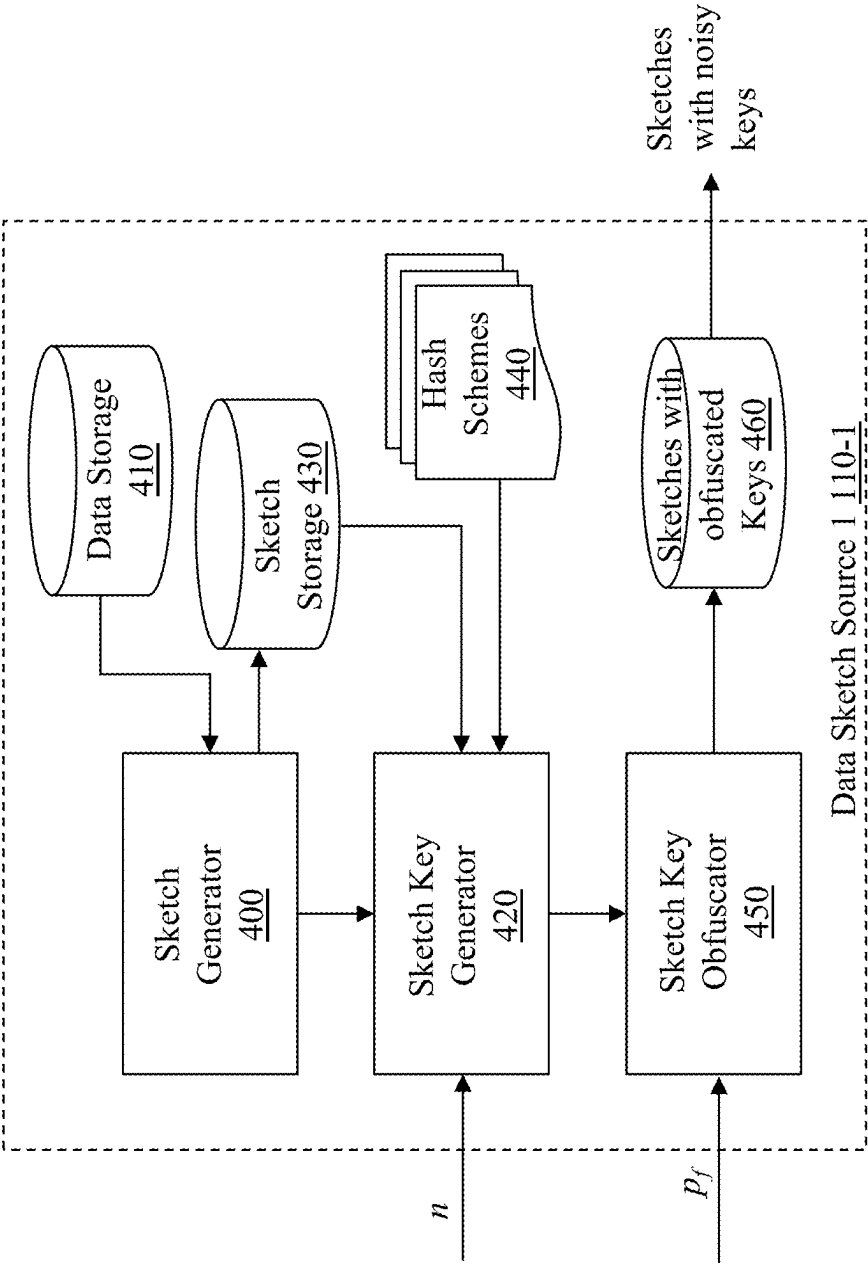 Data Storage
410
Sketch
Generator
400
Sketch
Storage 430
n
Sketch Key
Generator
420
Hash
Schemes
440
p_f
Sketch Key
Obfuscator
450
Sketches with
obfuscated
Keys 460
Sketches
with noisy
keys
Data Sketch Source 1 110-1